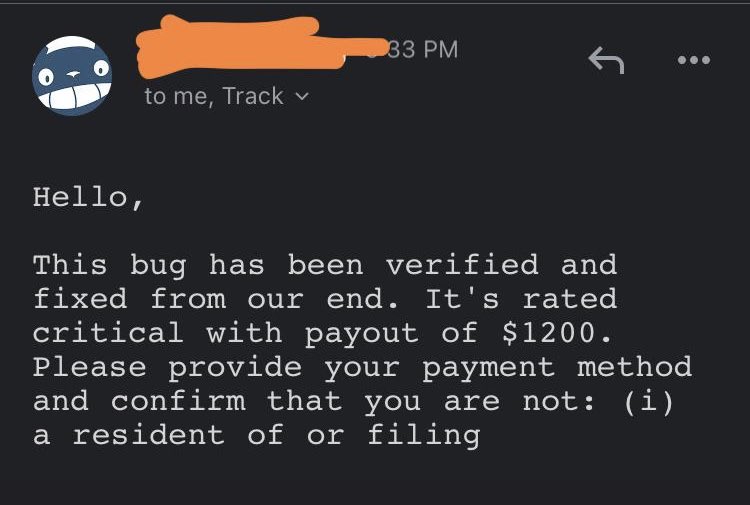 33 PM
to me, Track
Hello,
This bug has been verified and
fixed from our end. It's rated
critical with payout of $1200.
Please provide your payment method
and confirm that you are not: (i)
a resident of or filing